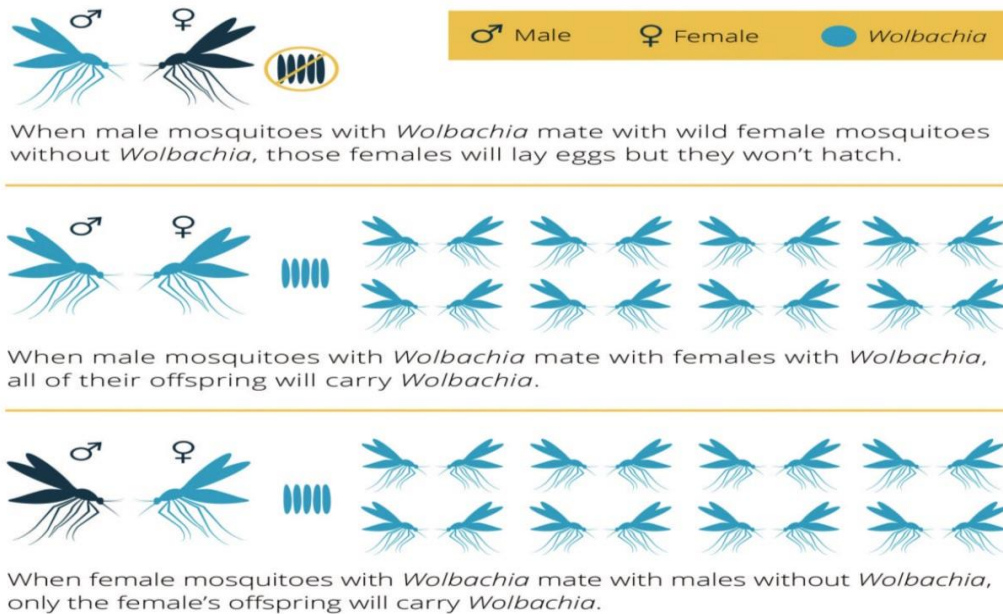 ♂ ♀
♂ Male ♀ Female Wolbachia
When male mosquitoes with Wolbachia mate with wild female mosquitoes
without Wolbachia, those females will lay eggs but they won't hatch.
♂ ♀
When male mosquitoes with Wolbachia mate with females with Wolbachia,
all of their offspring will carry Wolbachia.
♂ ♀
When female mosquitoes with Wolbachia mate with males without Wolbachia,
only the female's offspring will carry Wolbachia.